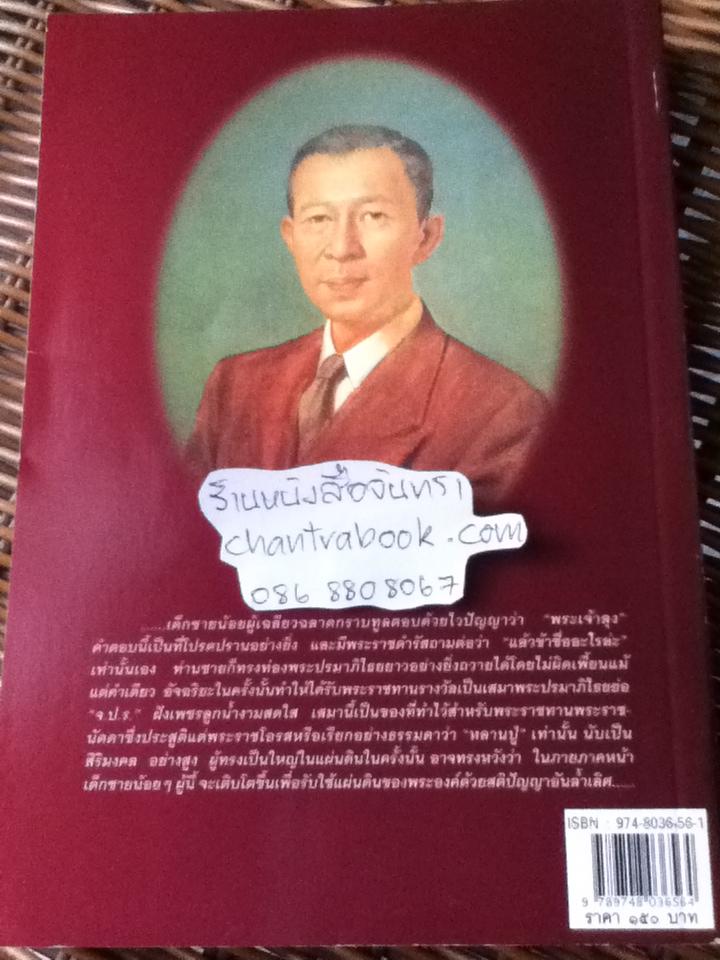 ร้านหนังสือจันทรา
chantrabook.com
086 8808067
......เด็กชายน้อยผู้เฉลียวฉลาดกราบทูลตอบด้วยไวปัญญาว่า "พระเจ้าลุง"
คำตอบนี้เป็นที่โปรดปรานอย่างยิ่ง และมีพระราชดำรัสถามต่อว่า "แล้วข้าชื่ออะไรล่ะ"
เท่านั้นเอง ท่านชายก็ทรงท่องพระปรมาภิไธยยาวอย่างยิ่งถวายได้โดยไม่ผิดเพี้ยนแม้
แต่คำเดียว อัจฉริยะในครั้งนั้นทำให้ได้รับพระราชทานรางวัลเป็นเสมาพระปรมาภิไธยย่อ
"จ.ป.ร." ฝังเพชรลูกน้ำงามสดใส เสมานี้เป็นของที่ทำไว้สำหรับพระราชทานพระราช-
นัดดาซึ่งประสูติแต่พระราชโอรสหรือเรียกอย่างธรรมดาว่า "หลานปู่" เท่านั้น นับเป็น
สิริมงคล อย่างสูง ผู้ทรงเป็นใหญ่ในแผ่นดินในครั้งนั้น อาจทรงหวังว่า ในภายภาคหน้า
เด็กชายน้อยๆ ผู้นี้ จะเติบโตขึ้นเพื่อรับใช้แผ่นดินของพระองค์ด้วยสติปัญญาอันล้ำเลิศ......
ISBN : 974-8036-56-1
9 789748 036564
ราคา ๑๕๐ บาท